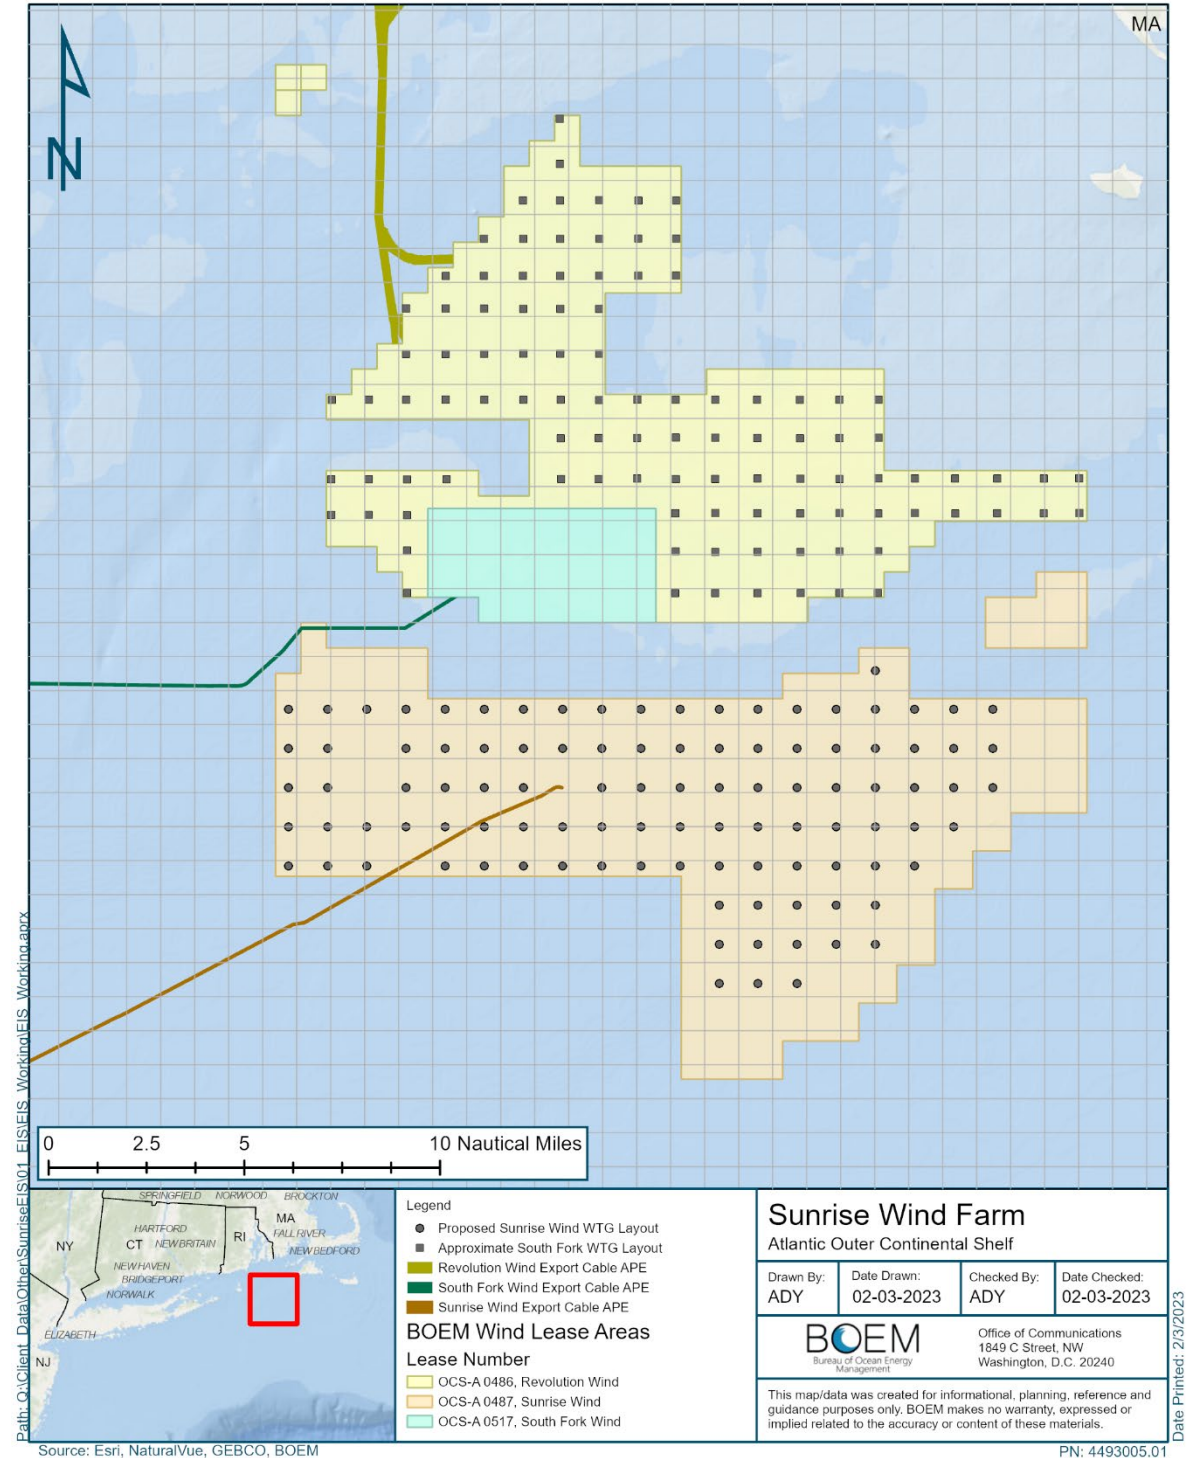 MA
N
Path: Q:\Client_Data\Other\SunriseEIS\01_EIS\EIS_Working\EIS_Working.aprx
0 2.5 5 10 Nautical Miles
SPRINGFIELD NORWOOD BROCKTON
HARTFORD
MA
NY CT NEW BRITAIN RI FALL RIVER
NEW BEDFORD
NEW HAVEN
BRIDGEPORT
NORWALK
ELIZABETH
NJ
Legend
Proposed Sunrise Wind WTG Layout
Approximate South Fork WTG Layout
Revolution Wind Export Cable APE
South Fork Wind Export Cable APE
Sunrise Wind Export Cable APE
BOEM Wind Lease Areas
Lease Number
OCS-A 0486, Revolution Wind
OCS-A 0487, Sunrise Wind
OCS-A 0517, South Fork Wind
Sunrise Wind Farm
Atlantic Outer Continental Shelf
Drawn By: Date Drawn: Checked By: Date Checked:
ADY 02-03-2023 ADY 02-03-2023
BOEM
Bureau of Ocean Energy
Management
Office of Communications
1849 C Street, NW
Washington, D.C. 20240
This map/data was created for informational, planning, reference and
guidance purposes only. BOEM makes no warranty, expressed or
implied related to the accuracy or content of these materials.
Date Printed: 2/3/2023
Source: Esri, NaturalVue, GEBCO, BOEM
PN: 4493005.01